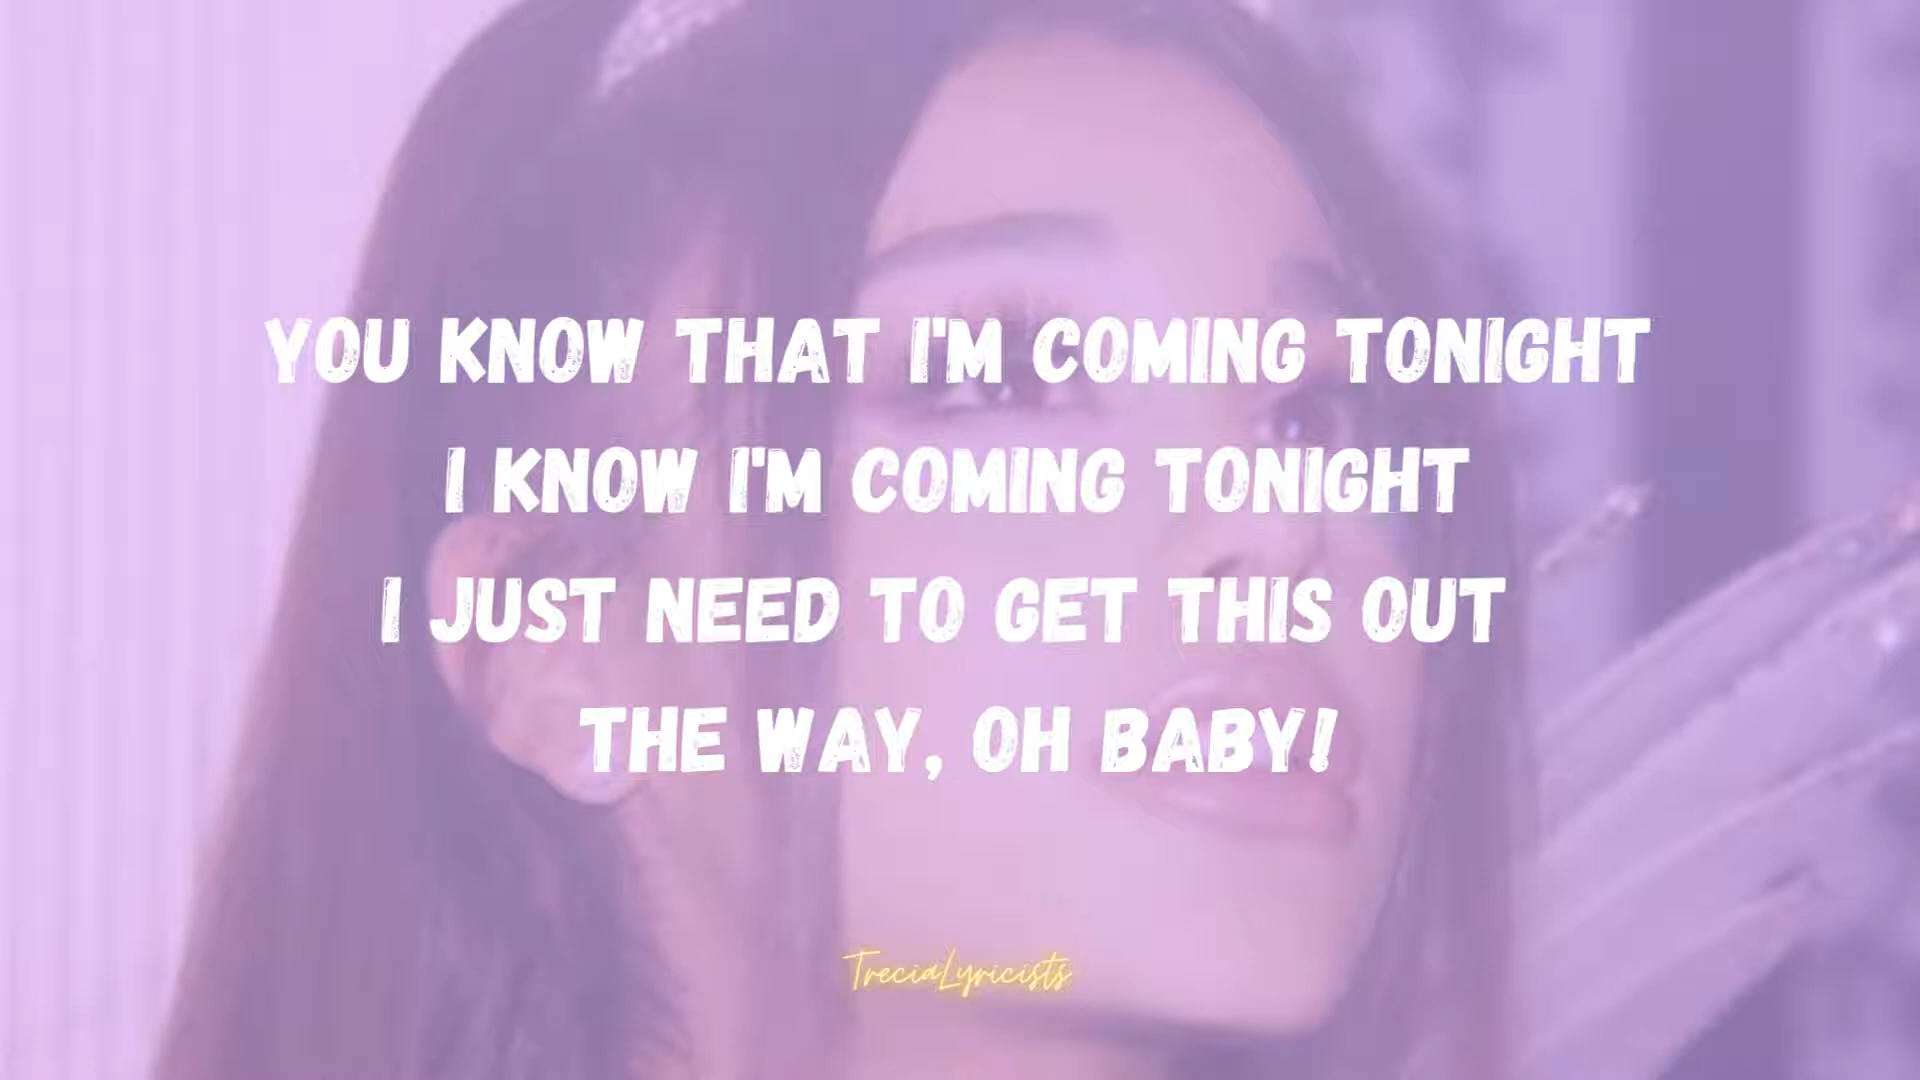 YOU KNOW THAT I'M COMING TONIGHT
I KNOW I'M COMING TONIGHT
I JUST NEED TO GET THIS OUT
THE WAY, OH BABY!
TreciaLyricists